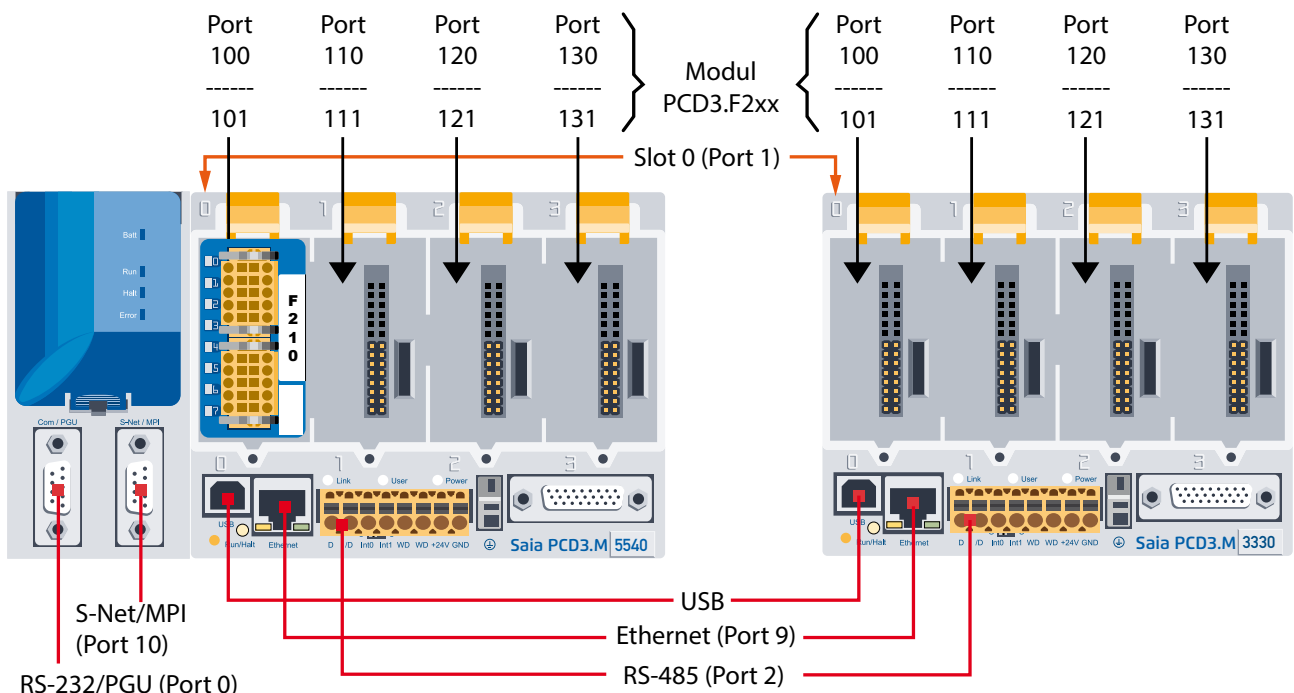 Port Port Port Port
100 110 120 130
------ ------ ------ ------
101 111 121 131
Modul
PCD3.F2xx
Port Port Port Port
100 110 120 130
------ ------ ------ ------
101 111 121 131
Slot 0 (Port 1)
0 1 2 3
0 1 2 3
Batt
Run
Halt
Error
0
1
2
3
4
5
6
7
F
2
1
0
Com / PGU S-Net / MPI
0 1 2 3
Link User Power
USB
Run/Halt Ethernet D /D Int0 Int1 WD WD +24V GND
Saia PCD3.M 5540
0 1 2 3
Link User Power
USB
Run/Halt Ethernet D /D Int0 Int1 WD WD +24V GND
Saia PCD3.M 3330
S-Net/MPI
(Port 10)
RS-232/PGU (Port 0)
USB
Ethernet (Port 9)
RS-485 (Port 2)